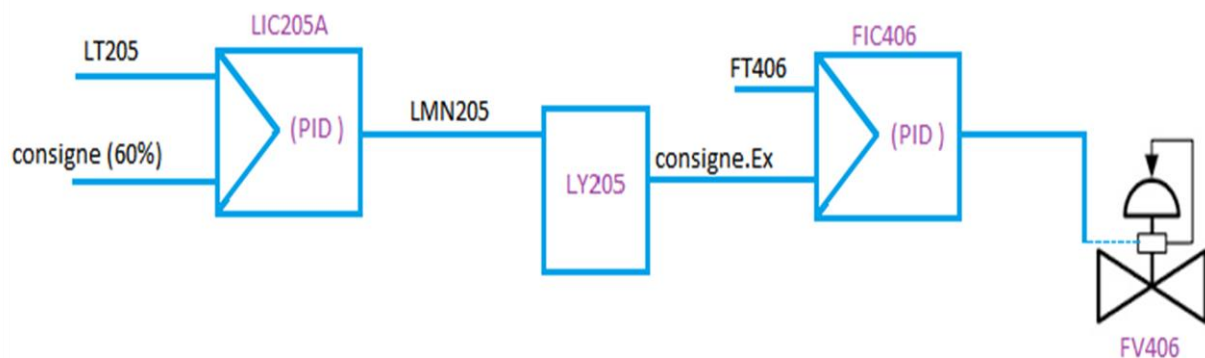 LIC205A
LT205
(PID )
consigne (60%)
LMN205
LY205
FIC406
FT406
(PID )
consigne.Ex
FV406